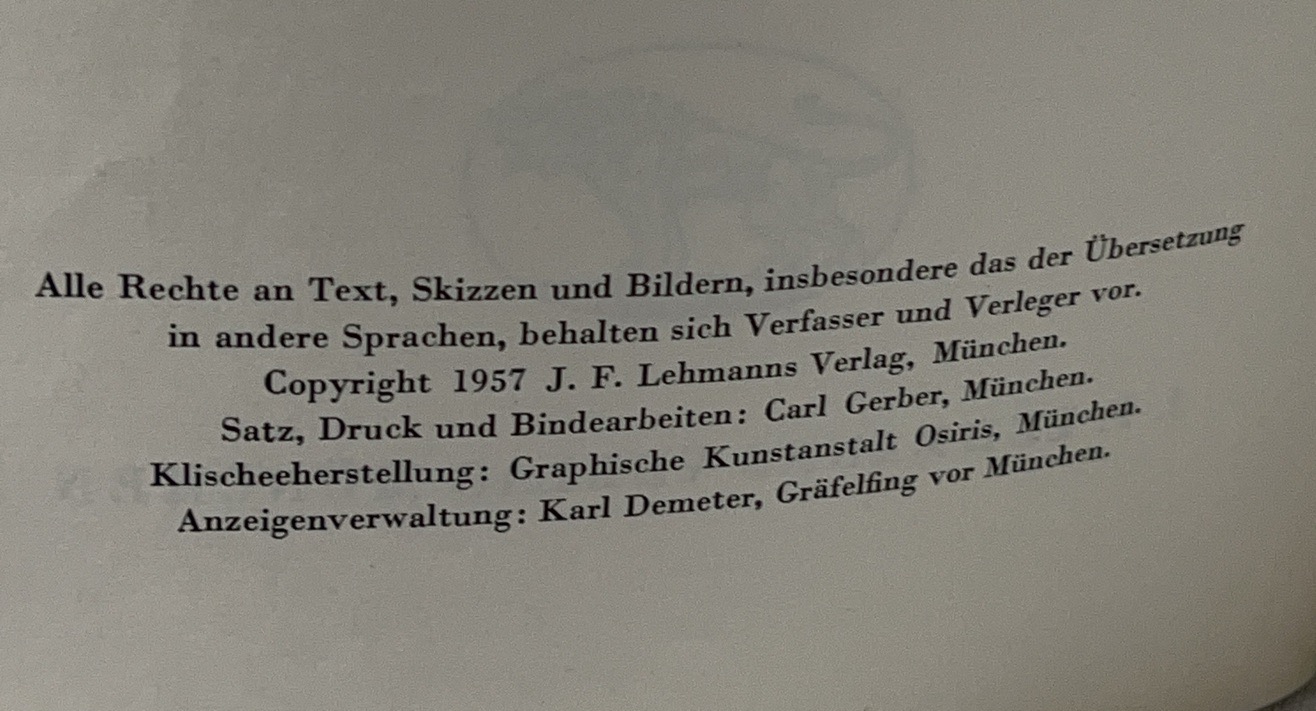 Alle Rechte an Text, Skizzen und Bildern, insbesondere das der Übersetzung
in andere Sprachen, behalten sich Verfasser und Verleger vor.
Copyright 1957 J. F. Lehmanns Verlag, München.
Satz, Druck und Bindearbeiten: Carl Gerber, München.
Klischeeherstellung: Graphische Kunstanstalt Osiris, München.
Anzeigenverwaltung: Karl Demeter, Gräfelfing vor München.